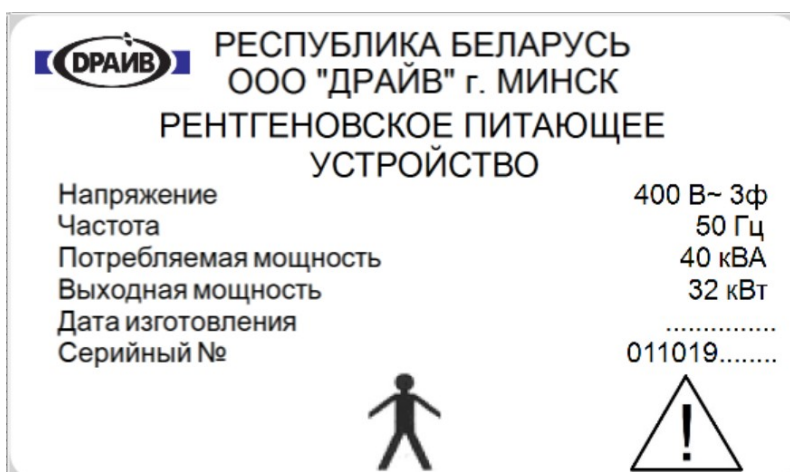 DРАЙВ
РЕСПУБЛИКА БЕЛАРУСЬ
ООО "ДРАЙВ" г. МИНСК
РЕНТГЕНОВСКОЕ ПИТАЮЩЕЕ
УСТРОЙСТВО
Напряжение 400 В~ 3ф
Частота 50 Гц
Потребляемая мощность 40 кВА
Выходная мощность 32 кВт
Дата изготовления ...............
Серийный № 011019........
!